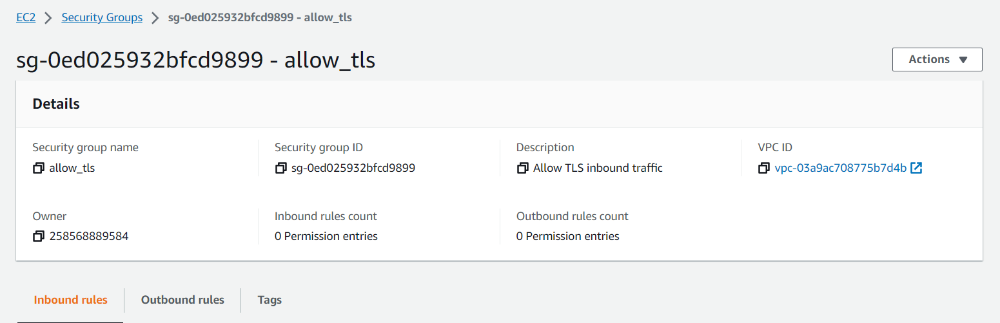 EC2 > Security Groups > sg-0ed025932bfcd9899 - allow_tls
sg-0ed025932bfcd9899 - allow_tls
Actions
Details
Security group name
allow_tls
Security group ID
sg-0ed025932bfcd9899
Description
Allow TLS inbound traffic
VPC ID
vpc-03a9ac708775b7d4b
Owner
258568889584
Inbound rules count
0 Permission entries
Outbound rules count
0 Permission entries
Inbound rules
Outbound rules
Tags